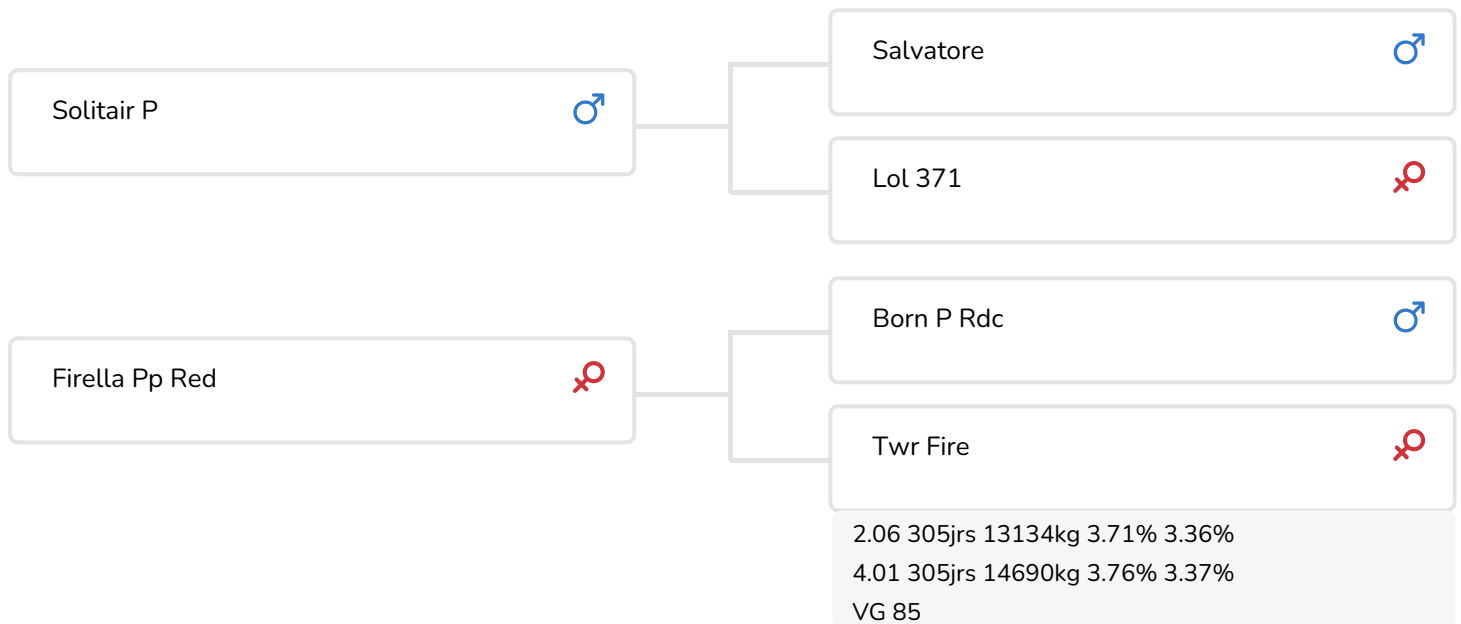 Solitair P
Salvatore
Lol 371
Firella Pp Red
Born P Rdc
Twr Fire
2.06 305jrs 13134kg 3.71% 3.36%
4.01 305jrs 14690kg 3.76% 3.37%
VG 85